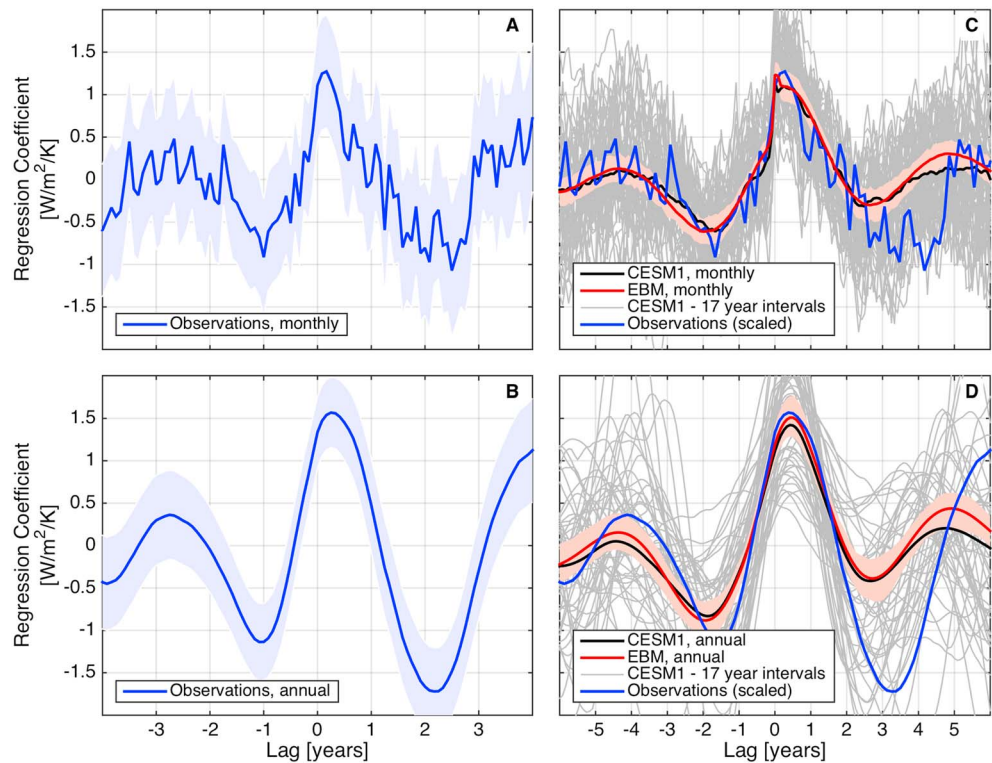 A
1.5
1
0.5
0
-0.5
-1
-1.5
Regression Coefficient
[W/m²/K]
Observations, monthly
C
CESM1, monthly
EBM, monthly
CESM1 - 17 year intervals
Observations (scaled)
B
1.5
1
0.5
0
-0.5
-1
-1.5
Regression Coefficient
[W/m²/K]
Observations, annual
-3 -2 -1 0 1 2 3
Lag [years]
D
CESM1, annual
EBM, annual
CESM1 - 17 year intervals
Observations (scaled)
-5 -4 -3 -2 -1 0 1 2 3 4 5
Lag [years]